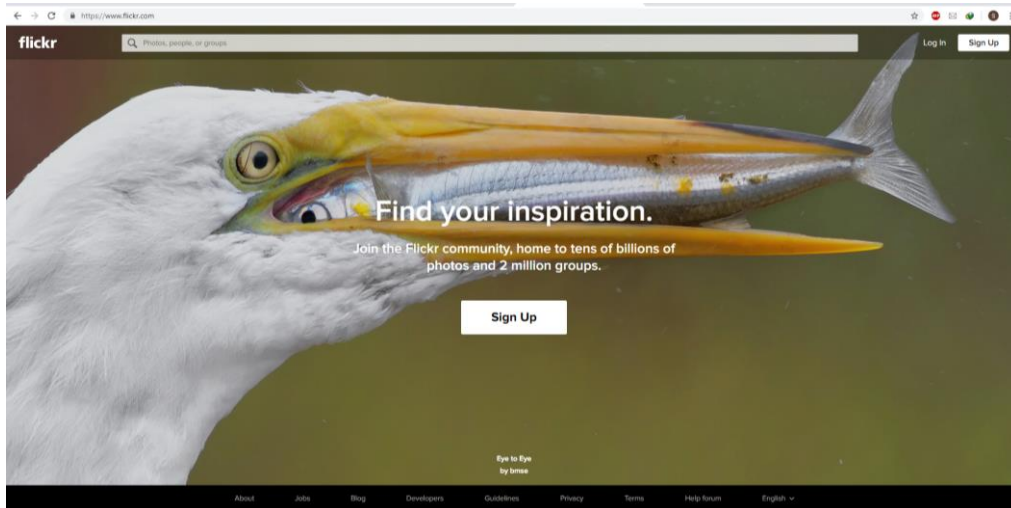 https://www.flickr.com
flickr
Photos, people, or groups
Log In
Sign Up
Find your inspiration.
Join the Flickr community, home to tens of billions of
photos and 2 million groups.
Sign Up
Eye to Eye
by bmse
About Jobs Blog Developers Guidelines Privacy Terms Help forum English